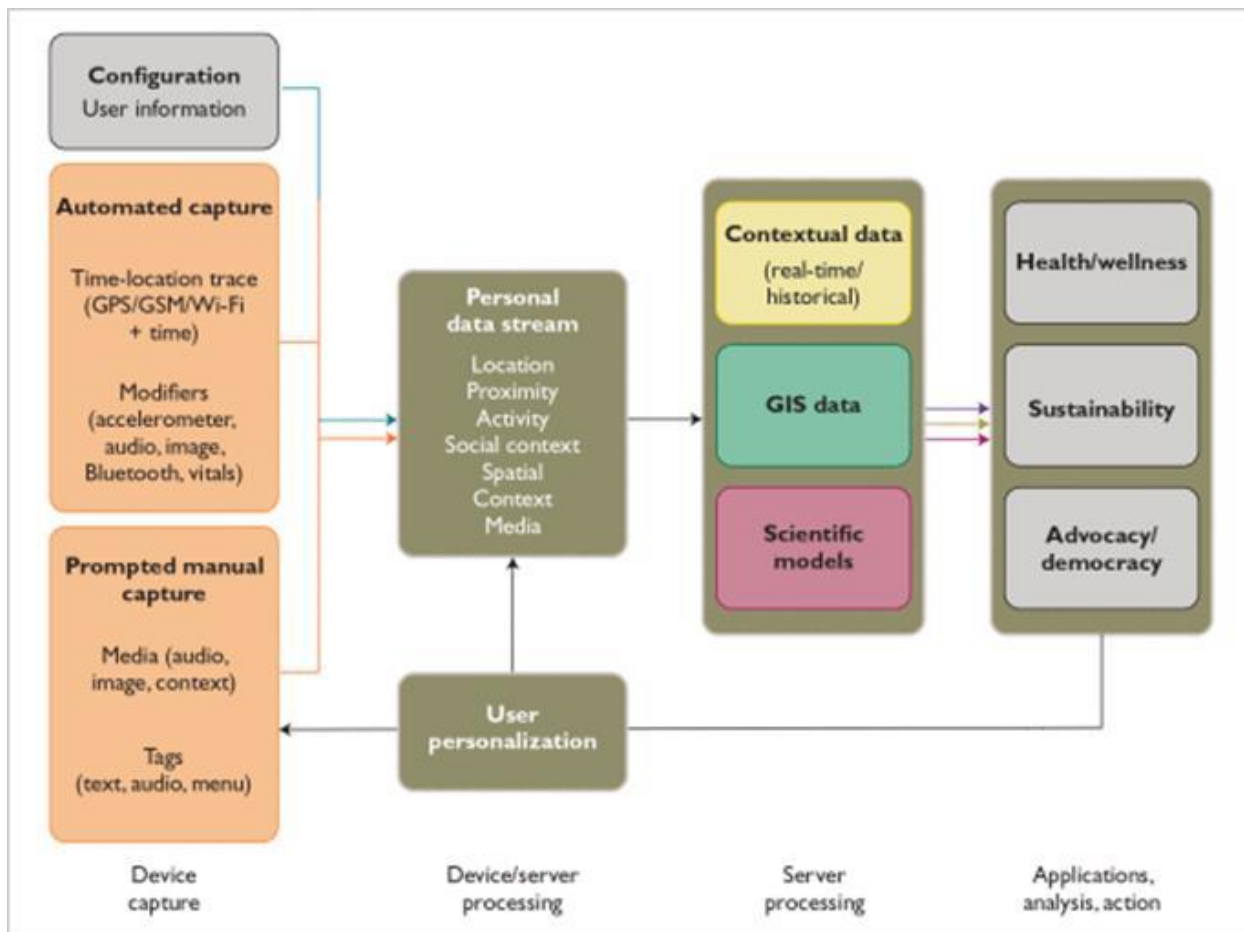 Configuration
User information
Automated capture
Time-location trace
(GPS/GSM/Wi-Fi
+ time)
Modifiers
(accelerometer,
audio, image,
Bluetooth, vitals)
Prompted manual
capture
Media (audio,
image, context)
Tags
(text, audio, menu)
Device
capture
Personal
data stream
Location
Proximity
Activity
Social context
Spatial
Context
Media
User
personalization
Device/server
processing
Contextual data
(real-time/
historical)
GIS data
Scientific
models
Server
processing
Health/wellness
Sustainability
Advocacy/
democracy
Applications,
analysis, action